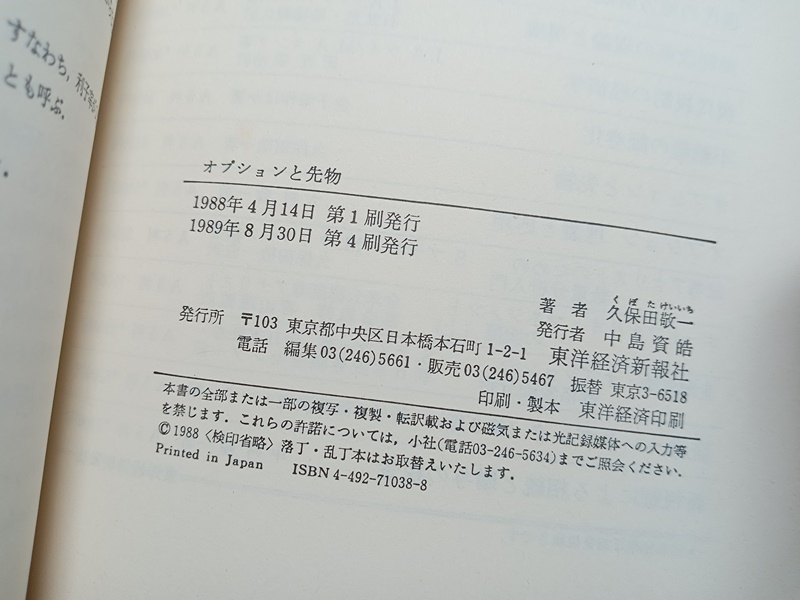 すなわち, 利子
とも呼ぶ.
オプションと先物
1988年4月14日 第1刷発行
1989年8月30日 第4刷発行
くぼたけいいち
著者 久保田敬一
発行者 中島資皓
発行所 〒103 東京都中央区日本橋本石町1-2-1 東洋経済新報社
電話 編集03(246)5661・販売03(246)5467 振替 東京3-6518
印刷・製本 東洋経済印刷
本書の全部または一部の複写・複製・転訳載および磁気または光記録媒体への入力等
を禁じます. これらの許諾については, 小社(電話03-246-5634)までご照会ください.
©1988〈検印省略〉落丁・乱丁本はお取替えいたします.
Printed in Japan ISBN 4-492-71038-8